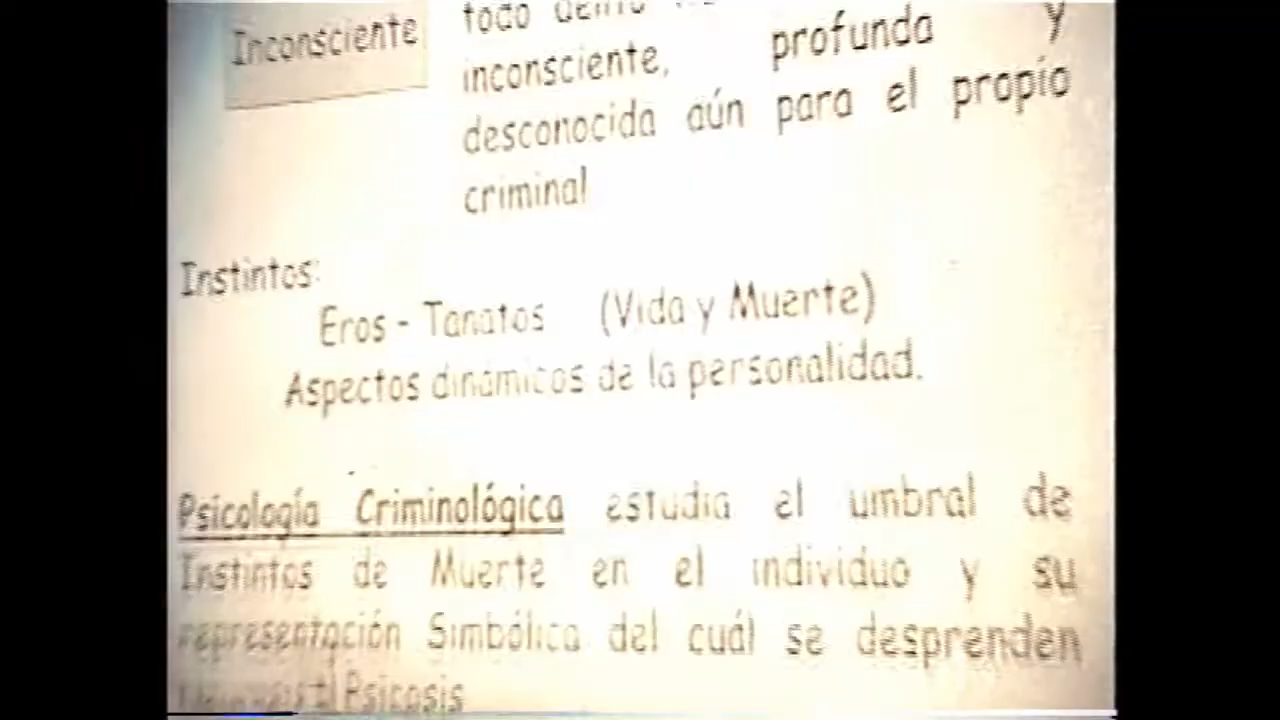 Inconsciente
todo
inconsciente, profunda y
desconocida aún para el propio
criminal
Instintos:
Eros - Tanatos (Vida y Muerte)
Aspectos dinámicos de la personalidad.
Psicología Criminológica estudia el umbral de
Instintos de Muerte en el individuo y su
representación Simbólica del cuál se desprenden
Psicosis